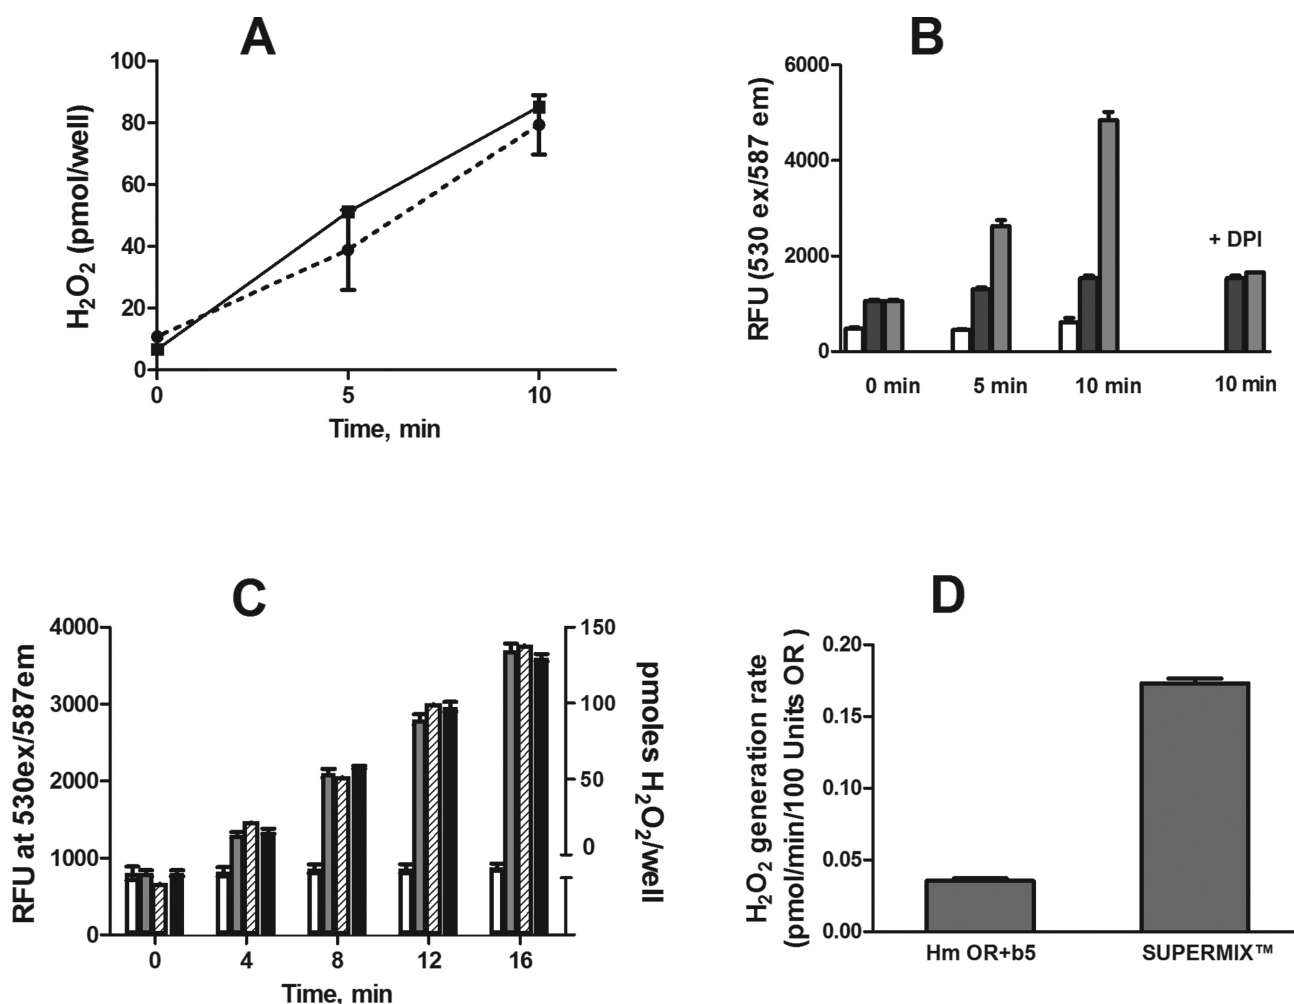 A
H2O2 (pmol/well)
100
80
60
40
20
0
0 5 10
Time, min
B
RFU (530 ex/587 em)
6000
4000
2000
0
+ DPI
0 min 5 min 10 min 10 min
C
RFU at 530ex/587em
4000
3000
2000
1000
0
150
100
50
0
pmoles H2O2/well
0 4 8 12 16
Time, min
D
H2O2 generation rate
(pmol/min/100 Units OR )
0.20
0.15
0.10
0.05
0.00
Hm OR+b5 SUPERMIX™